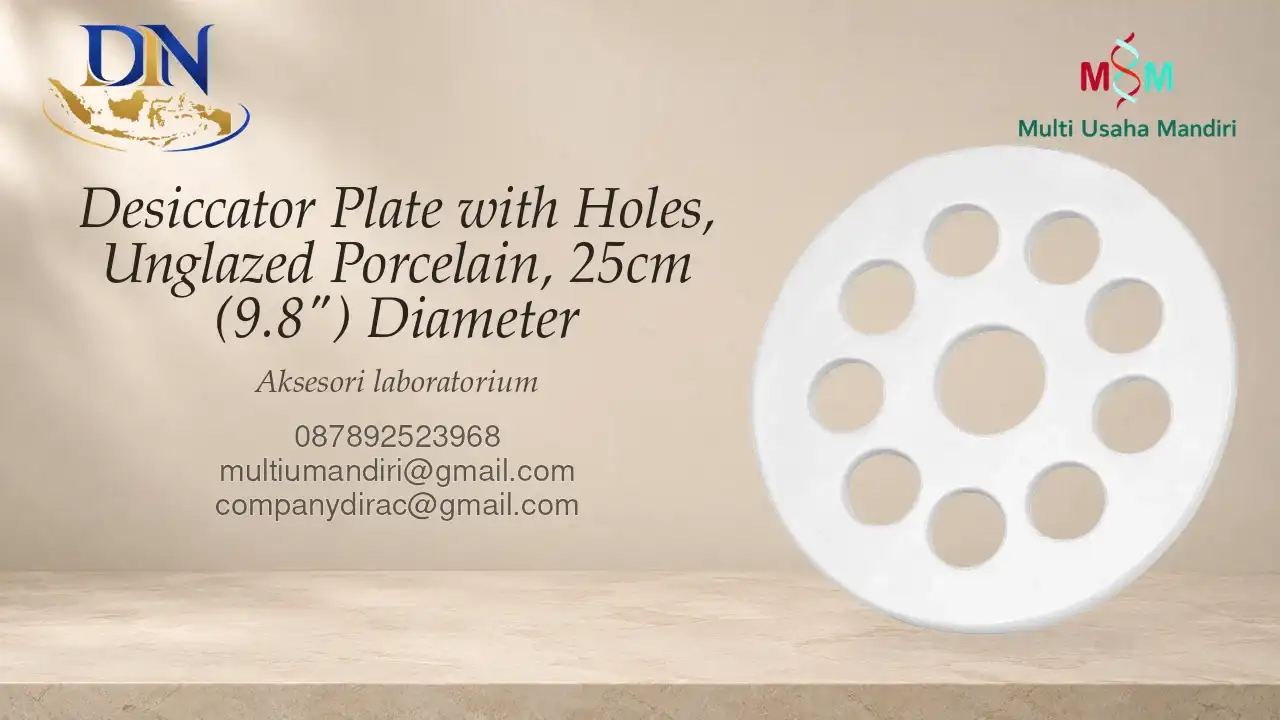 DIN
M M
Multi Usaha Mandiri
Desiccator Plate with Holes,
Unglazed Porcelain, 25cm
(9.8") Diameter
Aksesori laboratorium
087892523968
multiumandiri@gmail.com
companydirac@gmail.com